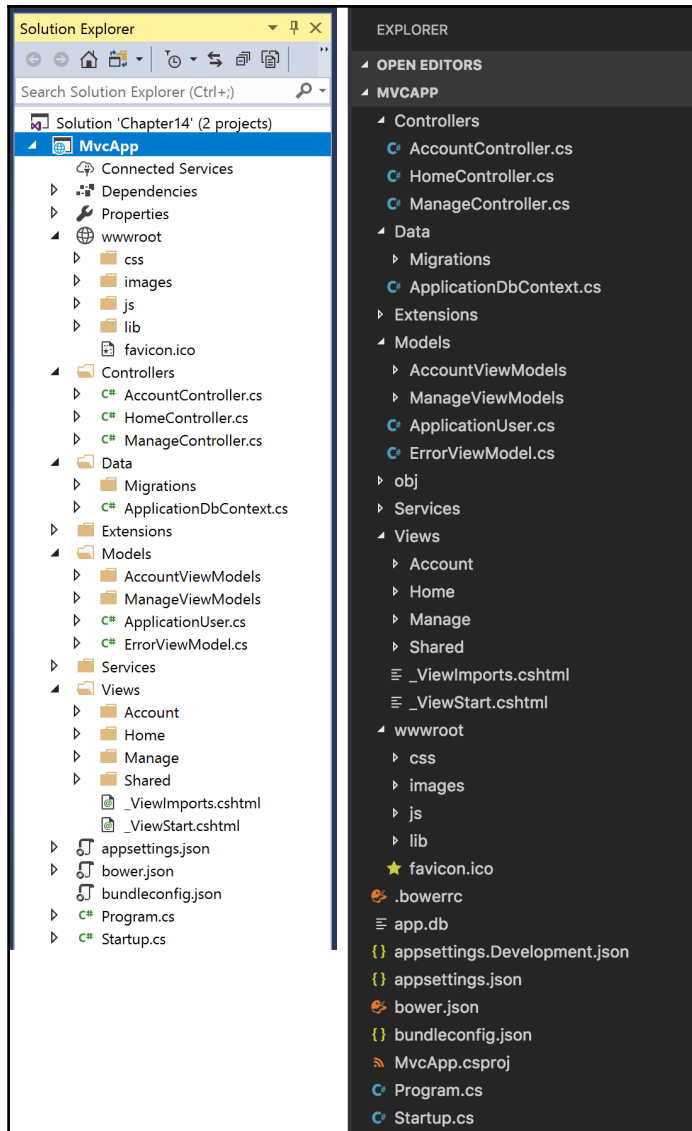 Solution Explorer
Search Solution Explorer (Ctrl+;)
Solution 'Chapter14' (2 projects)
MvcApp
Connected Services
Dependencies
Properties
wwwroot
css
images
js
lib
favicon.ico
Controllers
C# AccountController.cs
C# HomeController.cs
C# ManageController.cs
Data
Migrations
C# ApplicationDbContext.cs
Extensions
Models
AccountViewModels
ManageViewModels
C# ApplicationUser.cs
C# ErrorViewModel.cs
Services
Views
Account
Home
Manage
Shared
_ViewImports.cshtml
_ViewStart.cshtml
appsettings.json
bower.json
bundleconfig.json
C# Program.cs
C# Startup.cs
EXPLORER
OPEN EDITORS
MVCAPP
Controllers
C# AccountController.cs
C# HomeController.cs
C# ManageController.cs
Data
Migrations
C# ApplicationDbContext.cs
Extensions
Models
AccountViewModels
ManageViewModels
C# ApplicationUser.cs
C# ErrorViewModel.cs
obj
Services
Views
Account
Home
Manage
Shared
_ViewImports.cshtml
_ViewStart.cshtml
wwwroot
css
images
js
lib
favicon.ico
.bowerrc
app.db
{} appsettings.Development.json
{} appsettings.json
bower.json
{} bundleconfig.json
MvcApp.csproj
C# Program.cs
C# Startup.cs